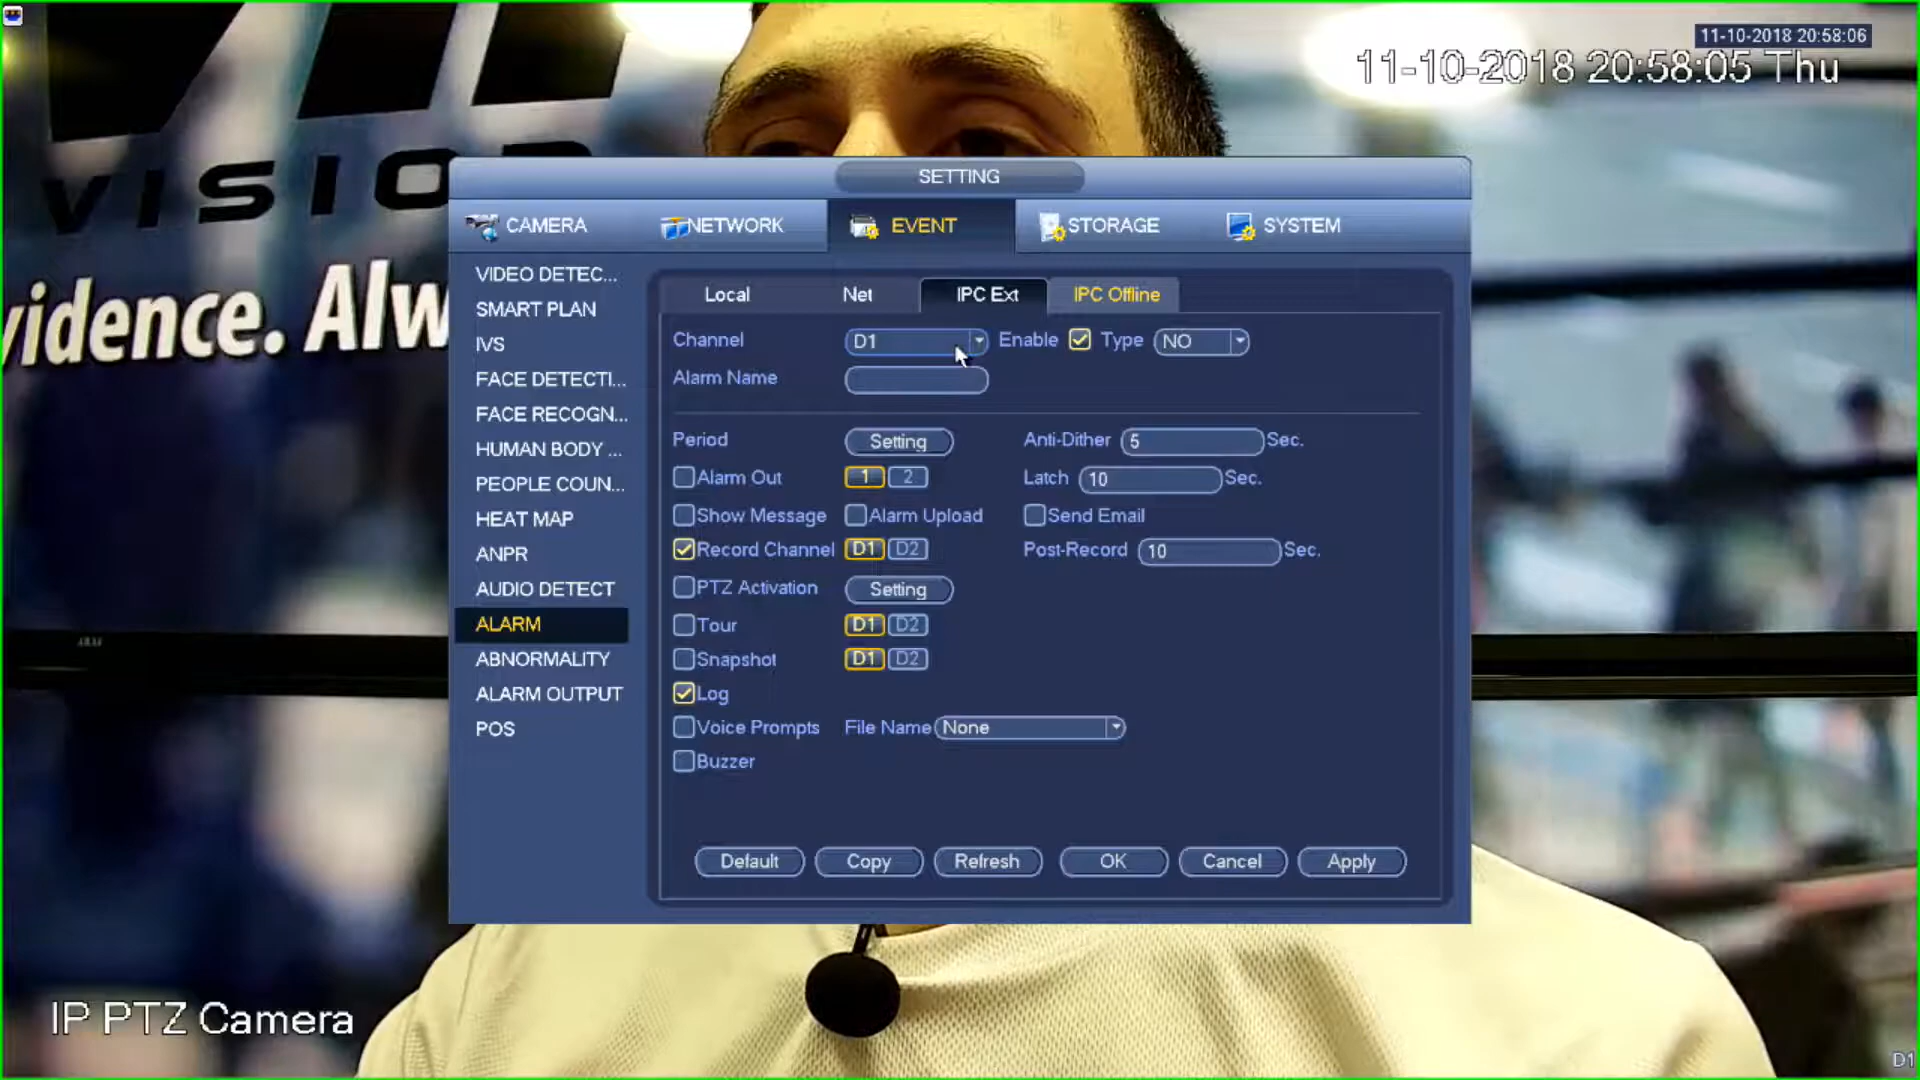 11-10-2018 20:58:06
11-10-2018 20:58:05 Thu
VISION
vidence. Alw
SETTING
CAMERA
NETWORK
EVENT
STORAGE
SYSTEM
VIDEO DETEC...
SMART PLAN
IVS
FACE DETECTI...
FACE RECOGN...
HUMAN BODY ...
PEOPLE COUN...
HEAT MAP
ANPR
AUDIO DETECT
ALARM
ABNORMALITY
ALARM OUTPUT
POS
Local Net IPC Ext IPC Offline
Channel D1 Enable Type NO
Alarm Name
Period Setting Anti-Dither 5 Sec.
Alarm Out 1 2 Latch 10 Sec.
Show Message Alarm Upload Send Email
Record Channel D1 D2 Post-Record 10 Sec.
PTZ Activation Setting
Tour D1 D2
Snapshot D1 D2
Log
Voice Prompts File Name None
Buzzer
Default Copy Refresh OK Cancel Apply
IP PTZ Camera
D1